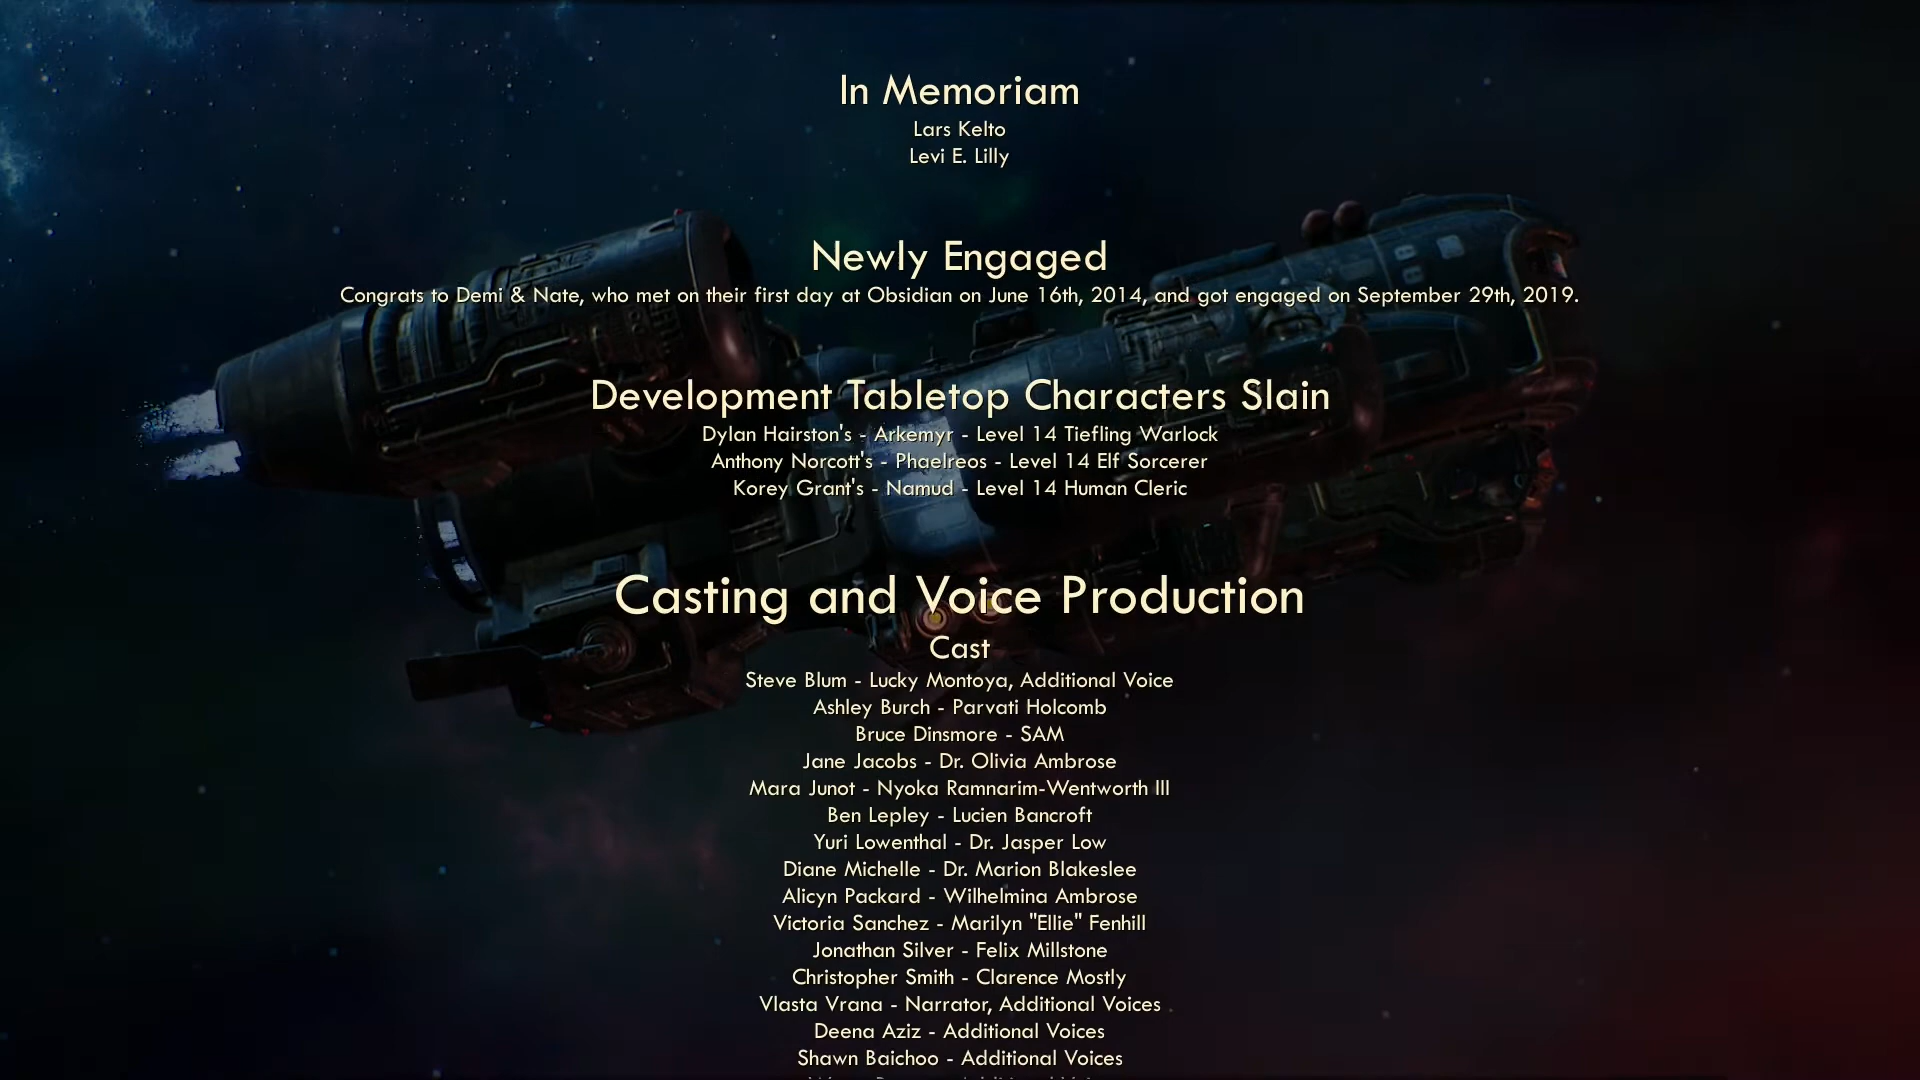 In Memoriam
Lars Kelto
Levi E. Lilly
Newly Engaged
Congrats to Demi & Nate, who met on their first day at Obsidian on June 16th, 2014, and got engaged on September 29th, 2019.
Development Tabletop Characters Slain
Dylan Hairston's - Arkemyr - Level 14 Tiefling Warlock
Anthony Norcott's - Phaelreos - Level 14 Elf Sorcerer
Korey Grant's - Namud - Level 14 Human Cleric
Casting and Voice Production
Cast
Steve Blum - Lucky Montoya, Additional Voice
Ashley Burch - Parvati Holcomb
Bruce Dinsmore - SAM
Jane Jacobs - Dr. Olivia Ambrose
Mara Junot - Nyoka Ramnarim-Wentworth III
Ben Lepley - Lucien Bancroft
Yuri Lowenthal - Dr. Jasper Low
Diane Michelle - Dr. Marion Blakeslee
Alicyn Packard - Wilhelmina Ambrose
Victoria Sanchez - Marilyn "Ellie" Fenhill
Jonathan Silver - Felix Millstone
Christopher Smith - Clarence Mostly
Vlasta Vrana - Narrator, Additional Voices
Deena Aziz - Additional Voices
Shawn Baichoo - Additional Voices